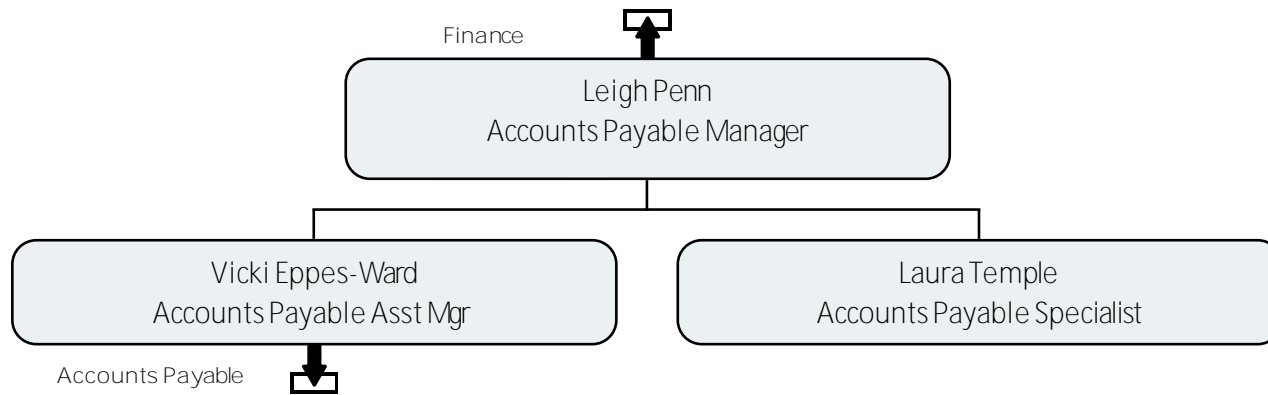 Finance
Leigh Penn
Accounts Payable Manager
Vicki Eppes-Ward
Accounts Payable Asst Mgr
Laura Temple
Accounts Payable Specialist
Accounts Payable